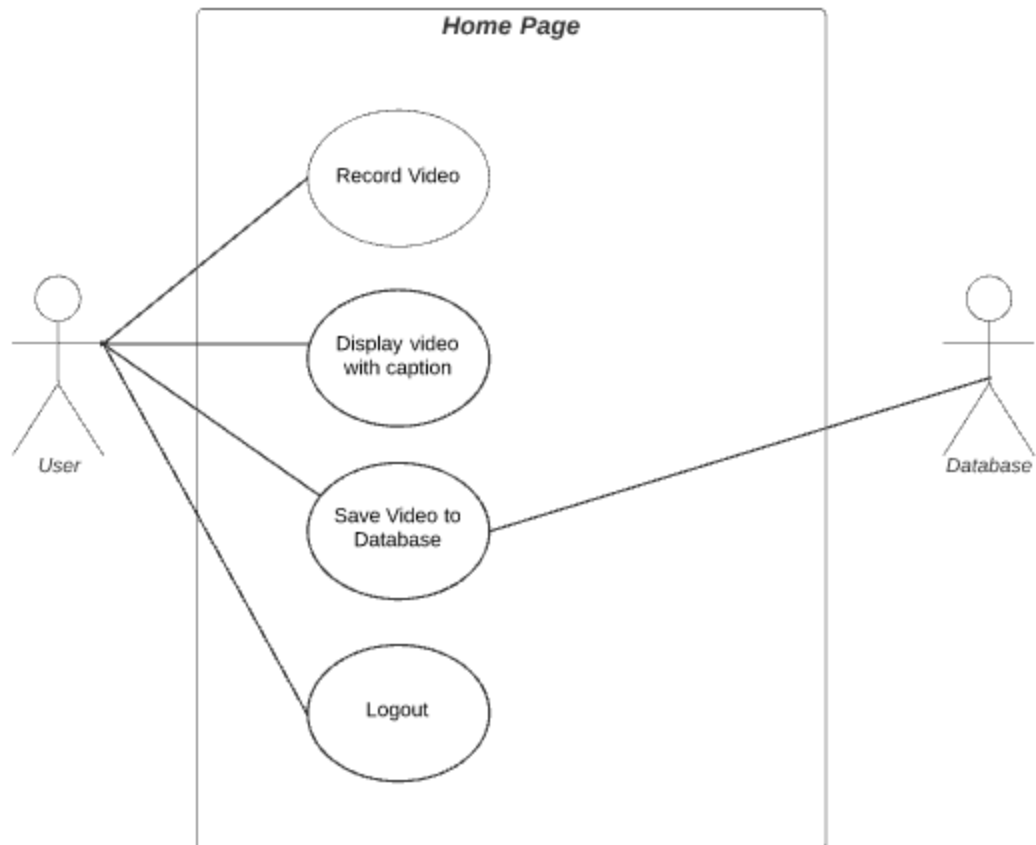 Home Page
Record Video
Display video
with caption
User
Database
Save Video to
Database
Logout